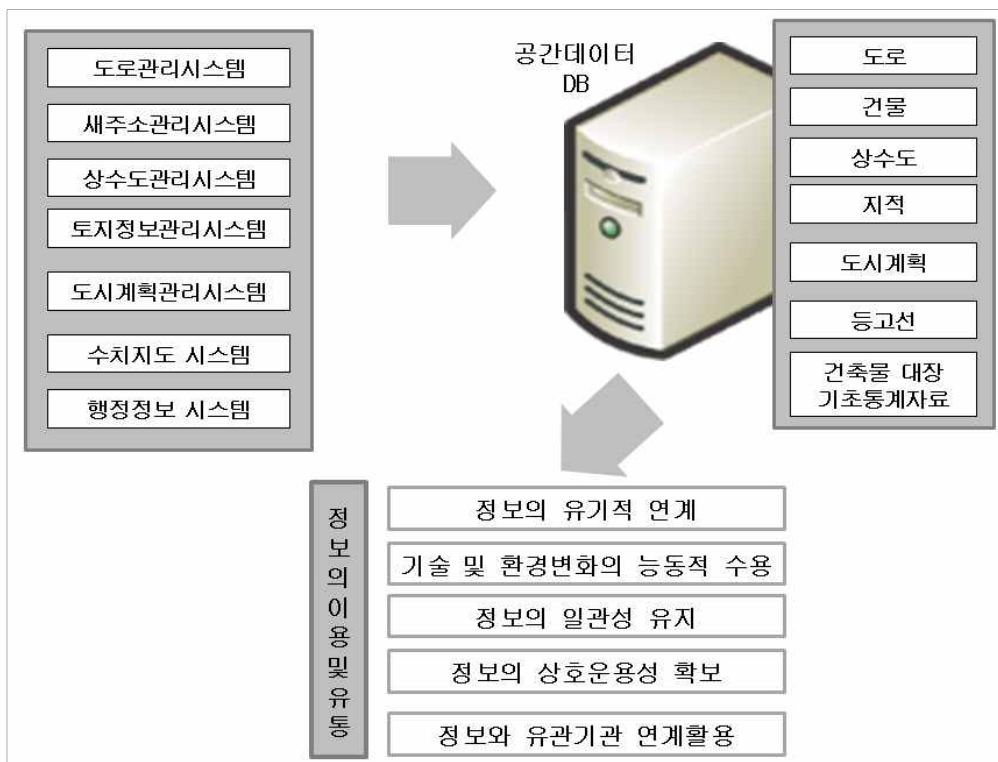 도로관리시스템
새주소관리시스템
상수도관리시스템
토지정보관리시스템
도시계획관리시스템
수치지도 시스템
행정정보 시스템
공간데이터
DB
도로
건물
상수도
지적
도시계획
등고선
건축물 대장
기초통계자료
정보의이용및유통
정보의 유기적 연계
기술 및 환경변화의 능동적 수용
정보의 일관성 유지
정보의 상호운용성 확보
정보와 유관기관 연계활용